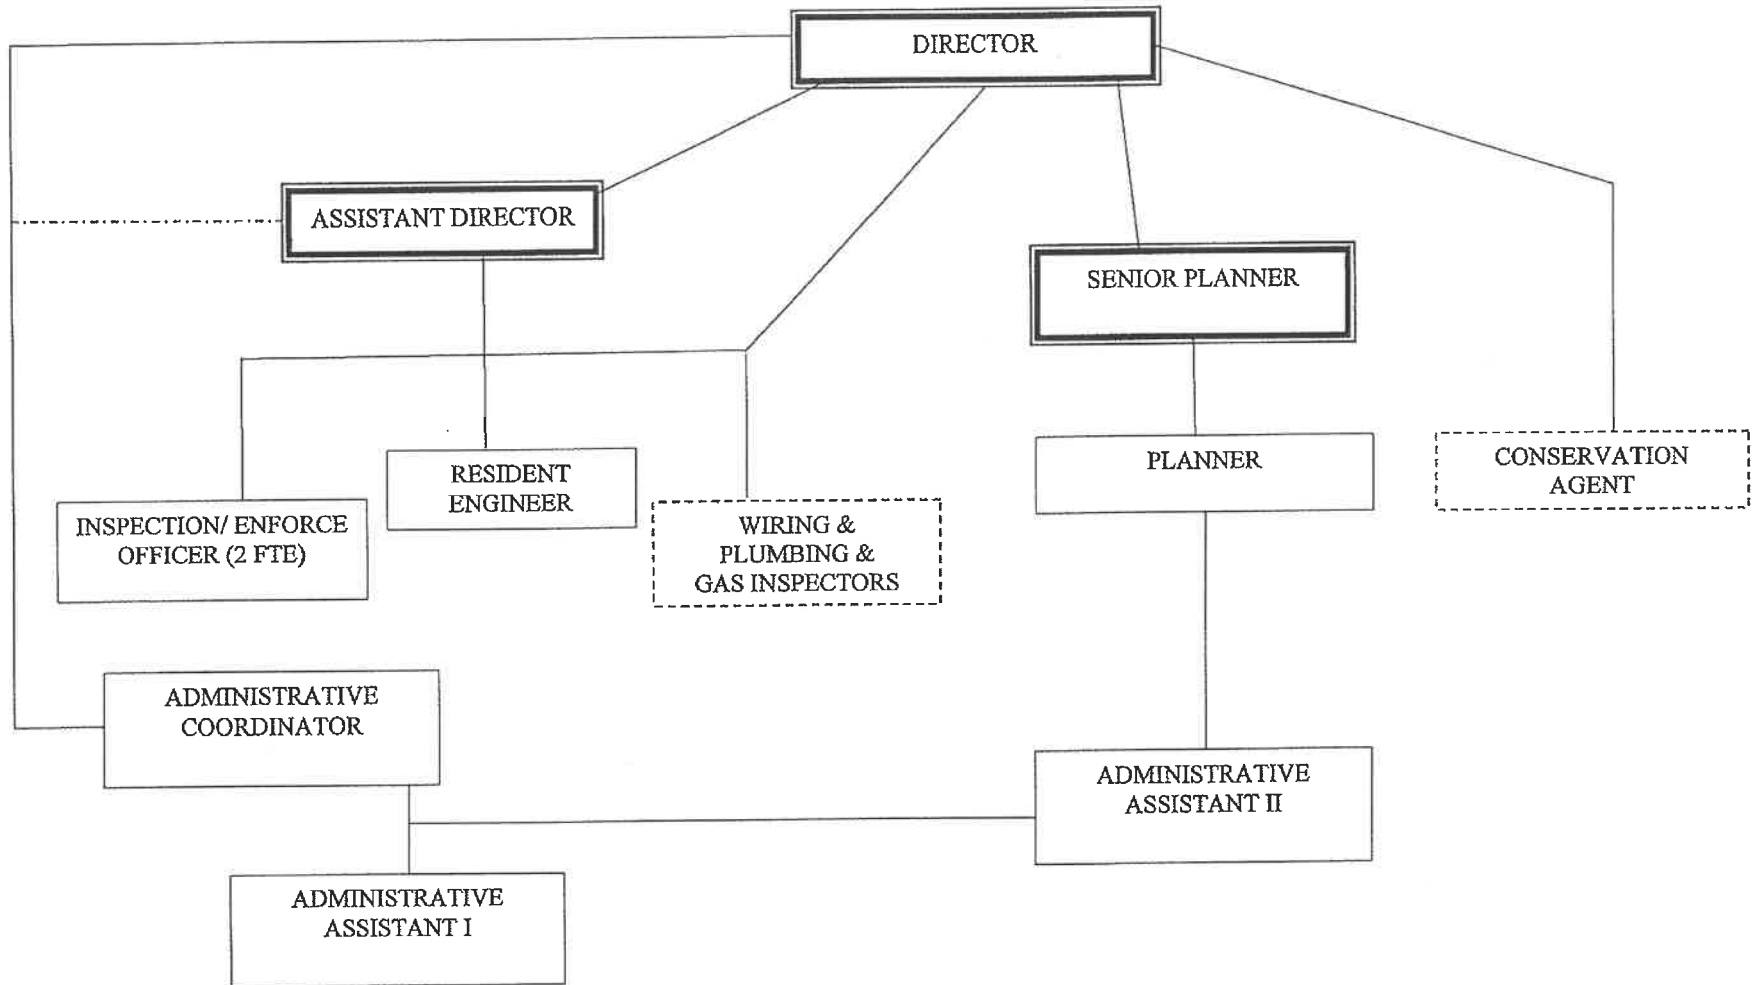 DIRECTOR
ASSISTANT DIRECTOR
SENIOR PLANNER
RESIDENT
ENGINEER
PLANNER
CONSERVATION
AGENT
INSPECTION/ ENFORCE
OFFICER (2 FTE)
WIRING &
PLUMBING &
GAS INSPECTORS
ADMINISTRATIVE
COORDINATOR
ADMINISTRATIVE
ASSISTANT II
ADMINISTRATIVE
ASSISTANT I